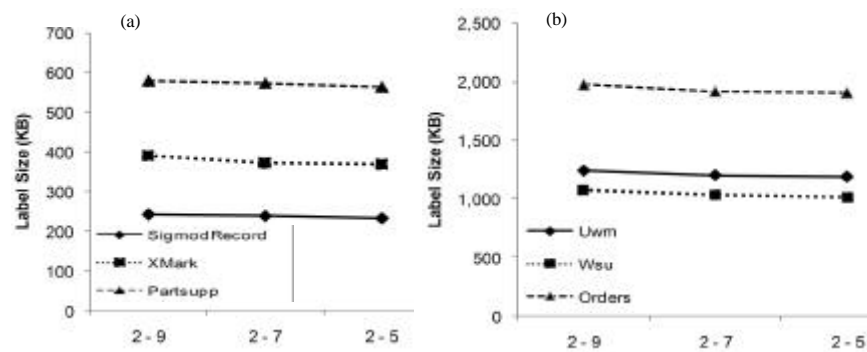 (a)
Label Size (KB)
700
600
500
400
300
200
100
0
SigmodRecord
XMark
Partsupp
2 - 9
2 - 7
2 - 5
(b)
Label Size (KB)
2,500
2,000
1,500
1,000
500
0
Uwm
Wsu
Orders
2 - 9
2 - 7
2 - 5